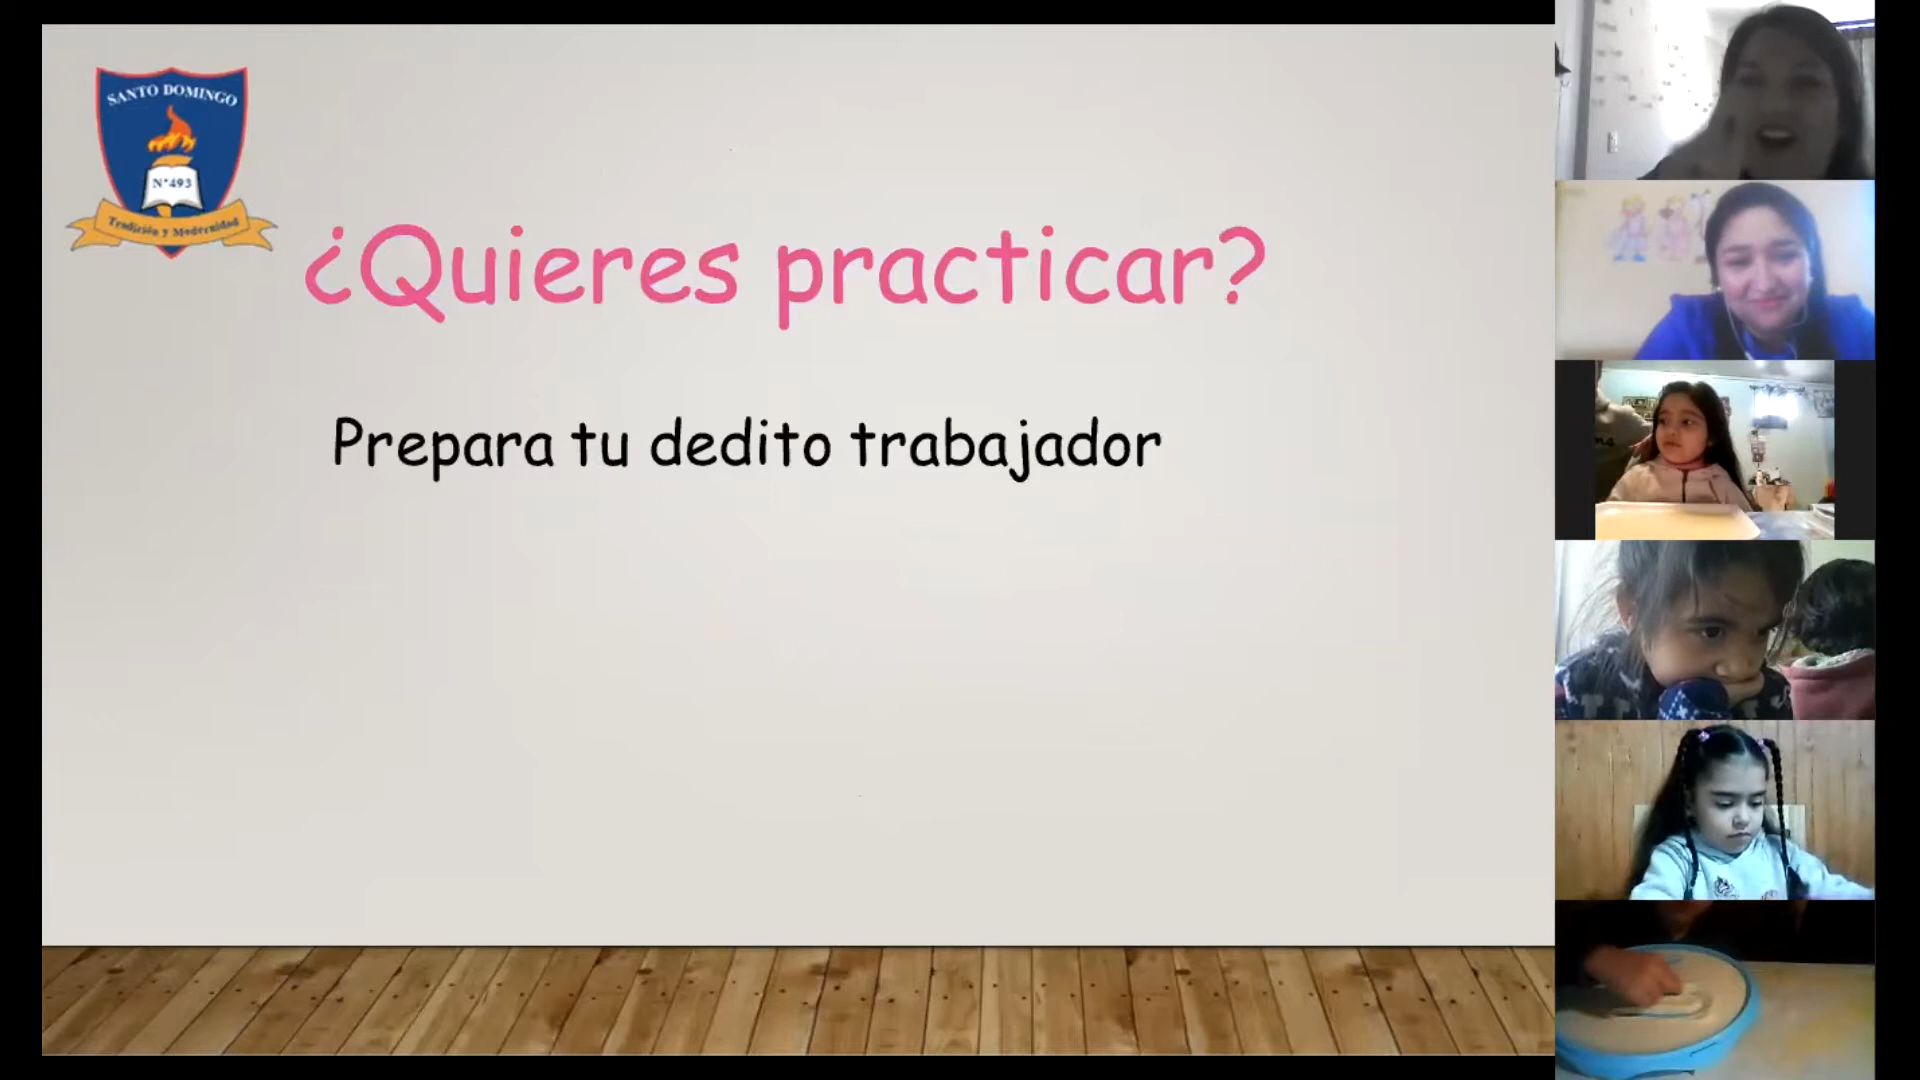 SANTO DOMINGO
N°493
Tradición y Modernidad
¿Quieres practicar?
Prepara tu dedito trabajador